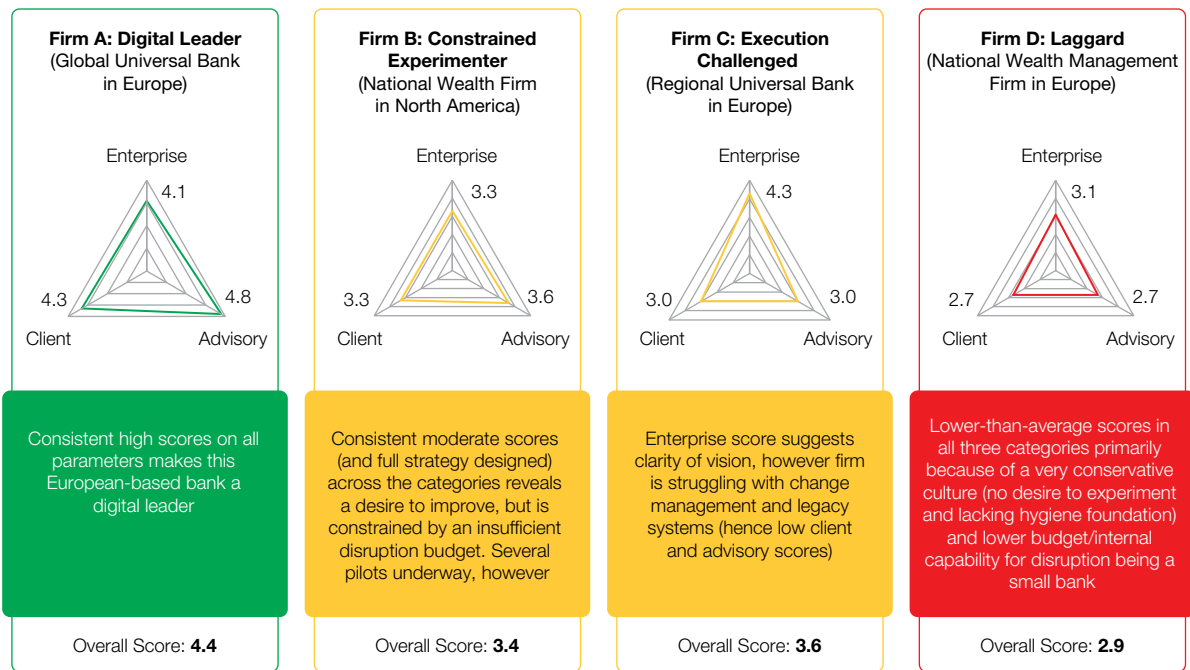 Firm A: Digital Leader
(Global Universal Bank
in Europe)
Enterprise
4.1
4.3
4.8
Client
Advisory
Consistent high scores on all
parameters makes this
European-based bank a
digital leader
Overall Score: 4.4
Firm B: Constrained
Experimenter
(National Wealth Firm
in North America)
Enterprise
3.3
3.3
3.6
Client
Advisory
Consistent moderate scores
(and full strategy designed)
across the categories reveals
a desire to improve, but is
constrained by an insufficient
disruption budget. Several
pilots underway, however
Overall Score: 3.4
Firm C: Execution
Challenged
(Regional Universal Bank
in Europe)
Enterprise
4.3
3.0
3.0
Client
Advisory
Enterprise score suggests
clarity of vision, however firm
is struggling with change
management and legacy
systems (hence low client
and advisory scores)
Overall Score: 3.6
Firm D: Laggard
(National Wealth Management
Firm in Europe)
Enterprise
3.1
2.7
2.7
Client
Advisory
Lower-than-average scores in
all three categories primarily
because of a very conservative
culture (no desire to experiment
and lacking hygiene foundation)
and lower budget/internal
capability for disruption being a
small bank
Overall Score: 2.9